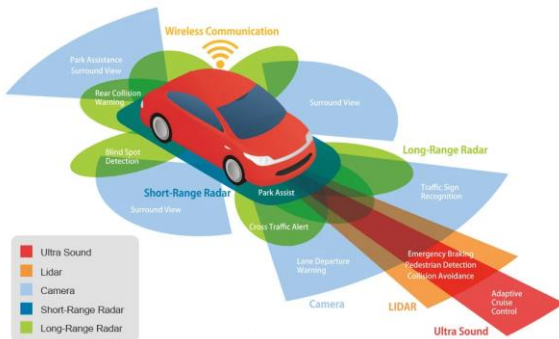 Wireless Communication
Park Assistance
Surround View
Rear Collision
Warning
Surround View
Blind Spot
Detection
Long-Range Radar
Short-Range Radar
Park Assist
Traffic Sign
Recognition
Surround View
Cross Traffic Alert
Lane Departure
Warning
Emergency Braking
Pedestrian Detection
Collision Avoidance
Adaptive
Cruise
Control
Camera
LIDAR
Ultra Sound
Ultra Sound
Lidar
Camera
Short-Range Radar
Long-Range Radar